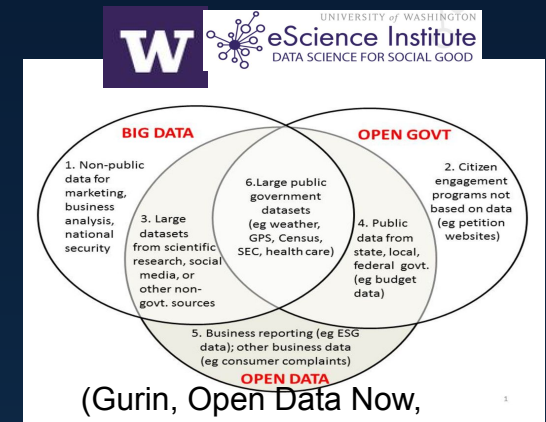 W
UNIVERSITY of WASHINGTON
eScience Institute
DATA SCIENCE FOR SOCIAL GOOD
BIG DATA
OPEN GOVT
1. Non-public
data for
marketing,
business
analysis,
national
security
2. Citizen
engagement
programs not
based on data
(eg petition
websites)
3. Large
datasets
from scientific
research, social
media, or
other non-
govt. sources
6.Large public
government
datasets
(eg weather,
GPS, Census,
SEC, health care)
4. Public
data from
state, local,
federal govt.
(eg budget
data)
5. Business reporting (eg ESG
data); other business data
(eg consumer complaints)
OPEN DATA
(Gurin, Open Data Now,
1